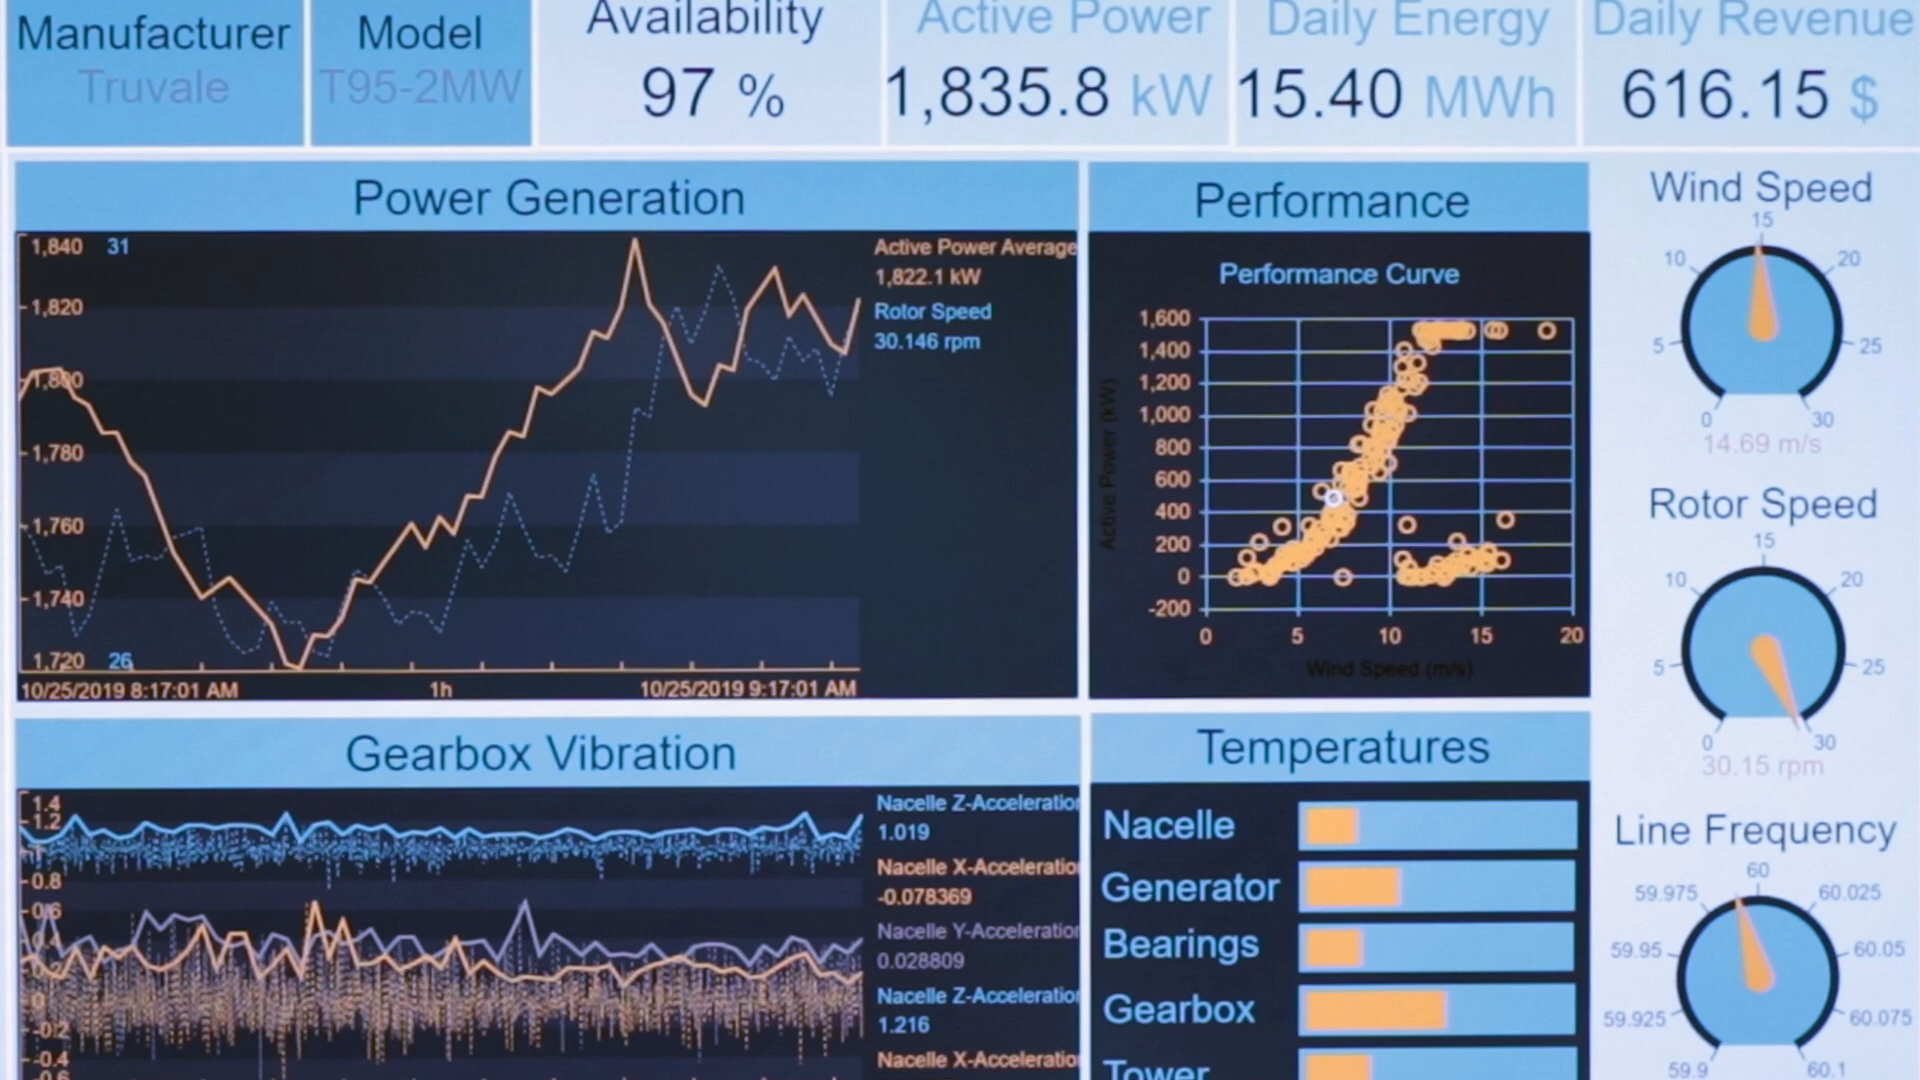 Manufacturer
Truvale
Model
T95-2MW
Availability
97 %
Active Power
1,835.8 kW
Daily Energy
15.40 MWh
Daily Revenue
616.15 $
Power Generation
1,840
31
1,820
1,800
1,780
1,760
1,740
1,720
26
10/25/2019 8:17:01 AM
1h
10/25/2019 9:17:01 AM
Active Power Average
1,822.1 kW
Rotor Speed
30.146 rpm
Performance
Performance Curve
Active Power (kW)
1,600
1,400
1,200
1,000
800
600
400
200
0
-200
0 5 10 15 20
Wind Speed (m/s)
Wind Speed
15
10 20
5 25
0 30
14.69 m/s
Rotor Speed
15
10 20
5 25
0 30
30.15 rpm
Line Frequency
60
59.975 60.025
59.95 60.05
59.925 60.075
59.9 60.1
Gearbox Vibration
1.4
1.2
0.8
0.6
0.4
0
-0.2
-0.4
-0.6
Nacelle Z-Acceleration
1.019
Nacelle X-Acceleration
-0.078369
Nacelle Y-Acceleration
0.028809
Nacelle Z-Acceleration
1.216
Nacelle X-Acceleration
Temperatures
Nacelle
Generator
Bearings
Gearbox
Tower